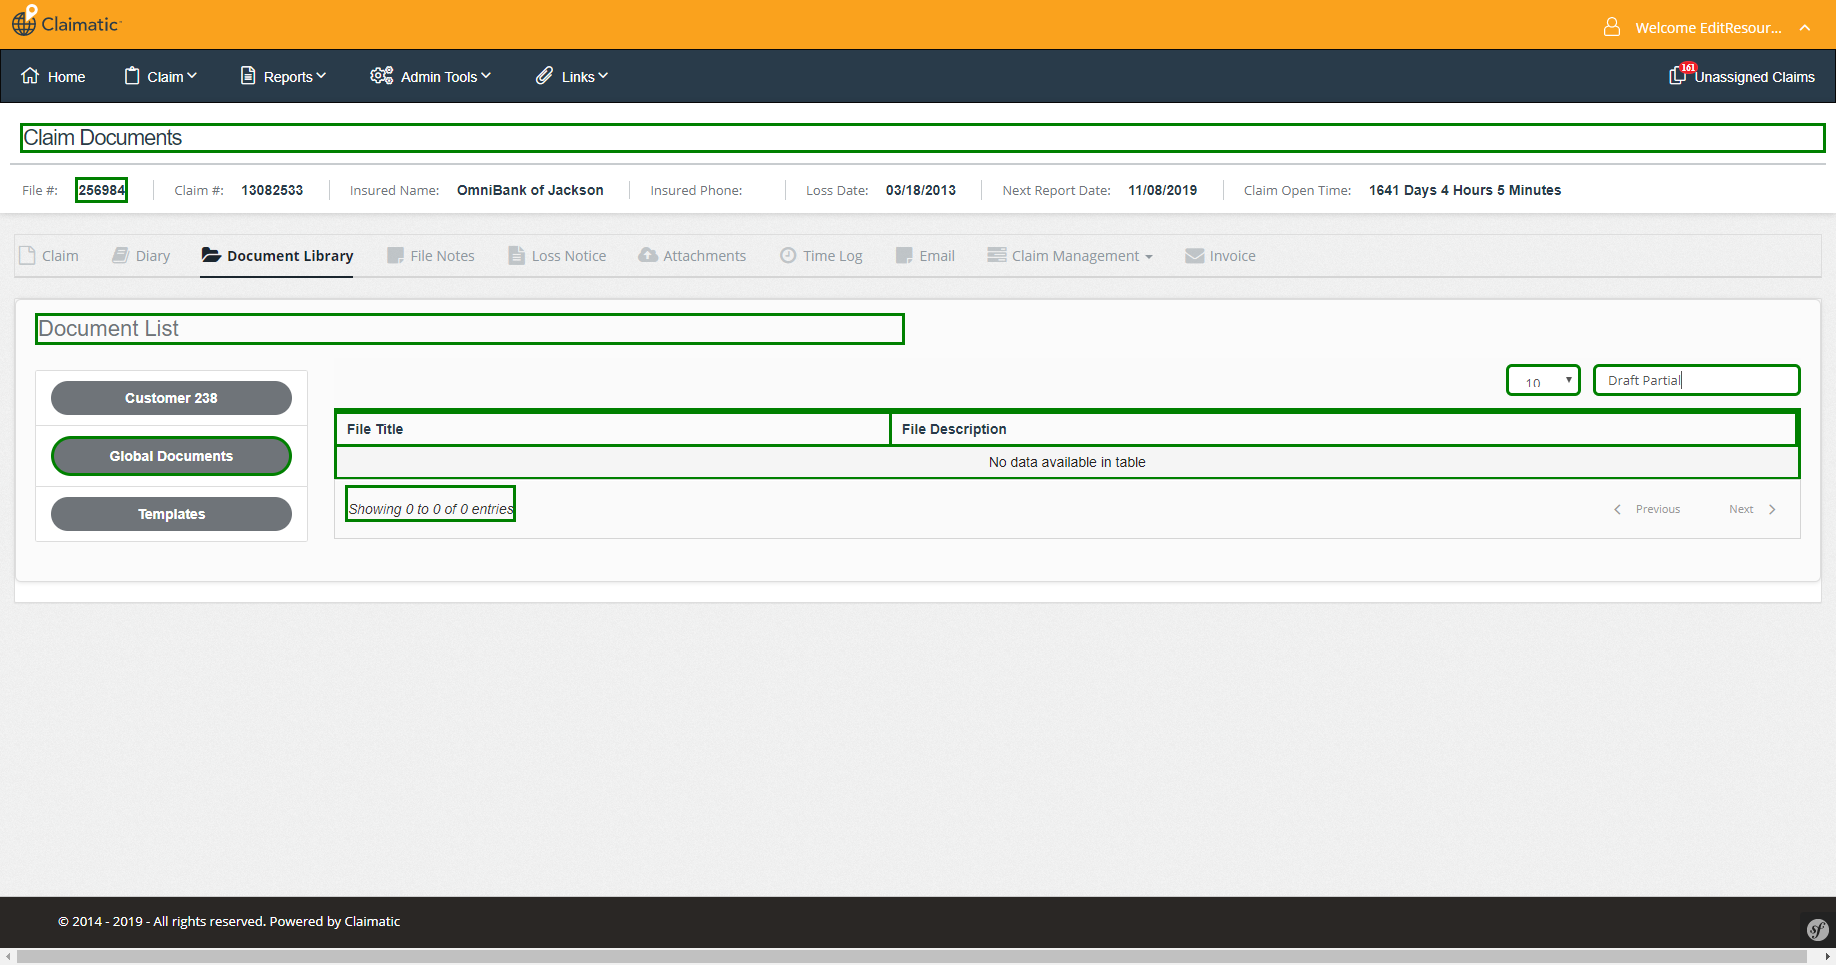 Claimatic
Welcome EditResour...
Home Claim Reports Admin Tools Links 161 Unassigned Claims
Claim Documents
File #: 256984 Claim #: 13082533 Insured Name: OmniBank of Jackson Insured Phone: Loss Date: 03/18/2013 Next Report Date: 11/08/2019 Claim Open Time: 1641 Days 4 Hours 5 Minutes
Claim Diary Document Library File Notes Loss Notice Attachments Time Log Email Claim Management Invoice
Document List
Customer 238
Global Documents
Templates
10 Draft Partial
File Title File Description
No data available in table
Showing 0 to 0 of 0 entries Previous Next
© 2014 - 2019 - All rights reserved. Powered by Claimatic
sf